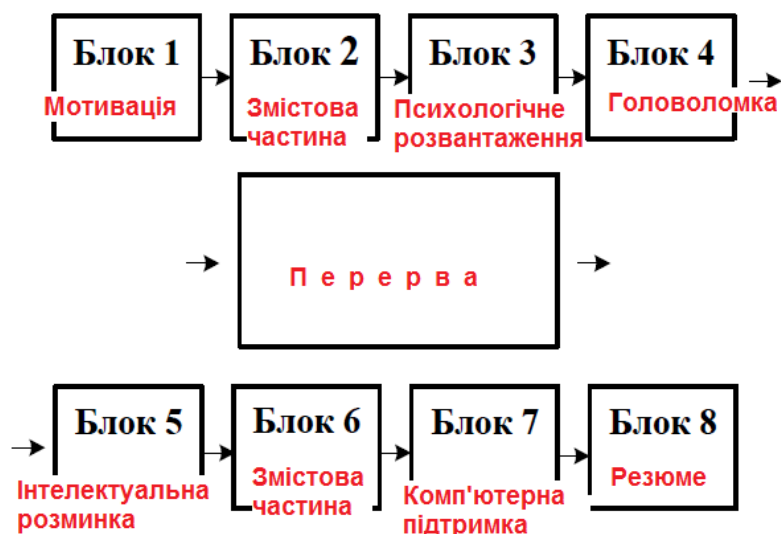 Блок 1 Блок 2 Блок 3 Блок 4
Мотивація Змістова Психологічне Головоломка
частина розвантаження
П е р е р в а
Блок 5 Блок 6 Блок 7 Блок 8
Інтелектуальна Змістова Комп'ютерна Резюме
розминка частина підтримка